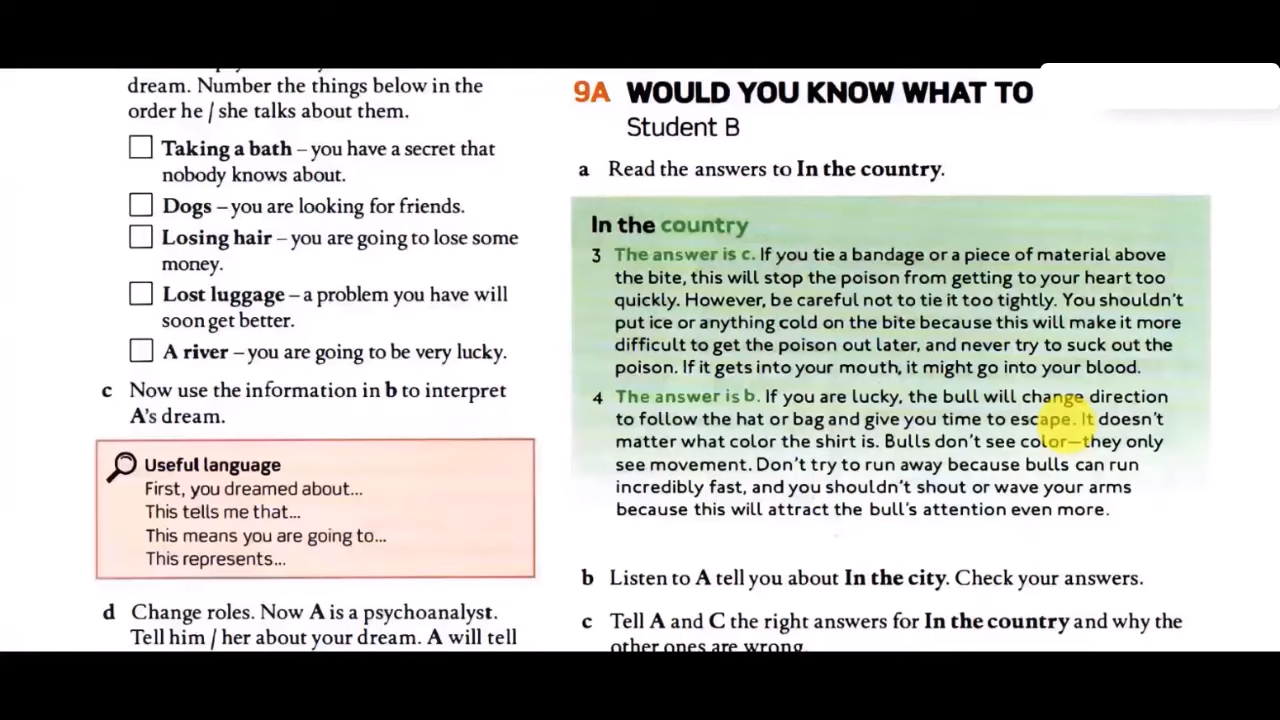 dream. Number the things below in the
order he / she talks about them.
Taking a bath – you have a secret that
nobody knows about.
Dogs – you are looking for friends.
Losing hair – you are going to lose some
money.
Lost luggage – a problem you have will
soon get better.
A river – you are going to be very lucky.
c Now use the information in b to interpret
A's dream.
Useful language
First, you dreamed about...
This tells me that...
This means you are going to...
This represents...
d Change roles. Now A is a psychoanalyst.
Tell him / her about your dream. A will tell
9A WOULD YOU KNOW WHAT TO
Student B
a Read the answers to In the country.
In the country
3 The answer is c. If you tie a bandage or a piece of material above
the bite, this will stop the poison from getting to your heart too
quickly. However, be careful not to tie it too tightly. You shouldn't
put ice or anything cold on the bite because this will make it more
difficult to get the poison out later, and never try to suck out the
poison. If it gets into your mouth, it might go into your blood.
4 The answer is b. If you are lucky, the bull will change direction
to follow the hat or bag and give you time to escape. It doesn't
matter what color the shirt is. Bulls don't see color—they only
see movement. Don't try to run away because bulls can run
incredibly fast, and you shouldn't shout or wave your arms
because this will attract the bull's attention even more.
b Listen to A tell you about In the city. Check your answers.
c Tell A and C the right answers for In the country and why the
other ones are wrong.